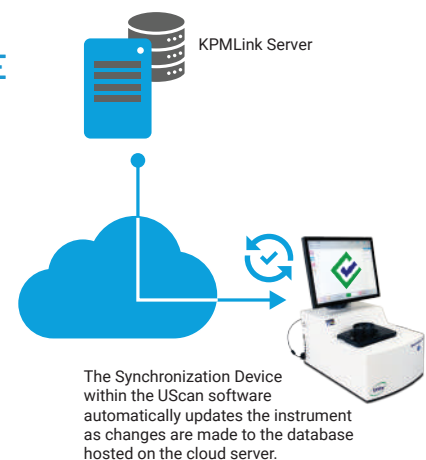 E
KPMLink Server
The Synchronization Device
within the UScan software
automatically updates the instrument
as changes are made to the database
hosted on the cloud server.